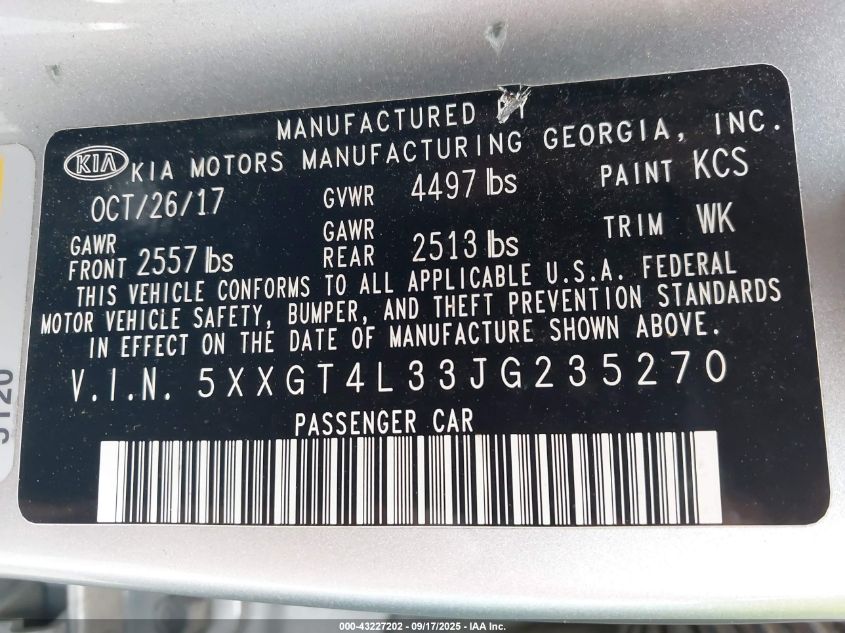 MANUFACTURED BY
KIA KIA MOTORS MANUFACTURING GEORGIA, INC.
OCT/26/17 GVWR 4497 lbs PAINT KCS
GAWR FRONT 2557 lbs GAWR REAR 2513 lbs TRIM WK
THIS VEHICLE CONFORMS TO ALL APPLICABLE U.S.A. FEDERAL
MOTOR VEHICLE SAFETY, BUMPER, AND THEFT PREVENTION STANDARDS
IN EFFECT ON THE DATE OF MANUFACTURE SHOWN ABOVE.
V.I.N. 5XXGT4L33JG235270
PASSENGER CAR
000-43227202 - 09/17/2025 - IAA Inc.